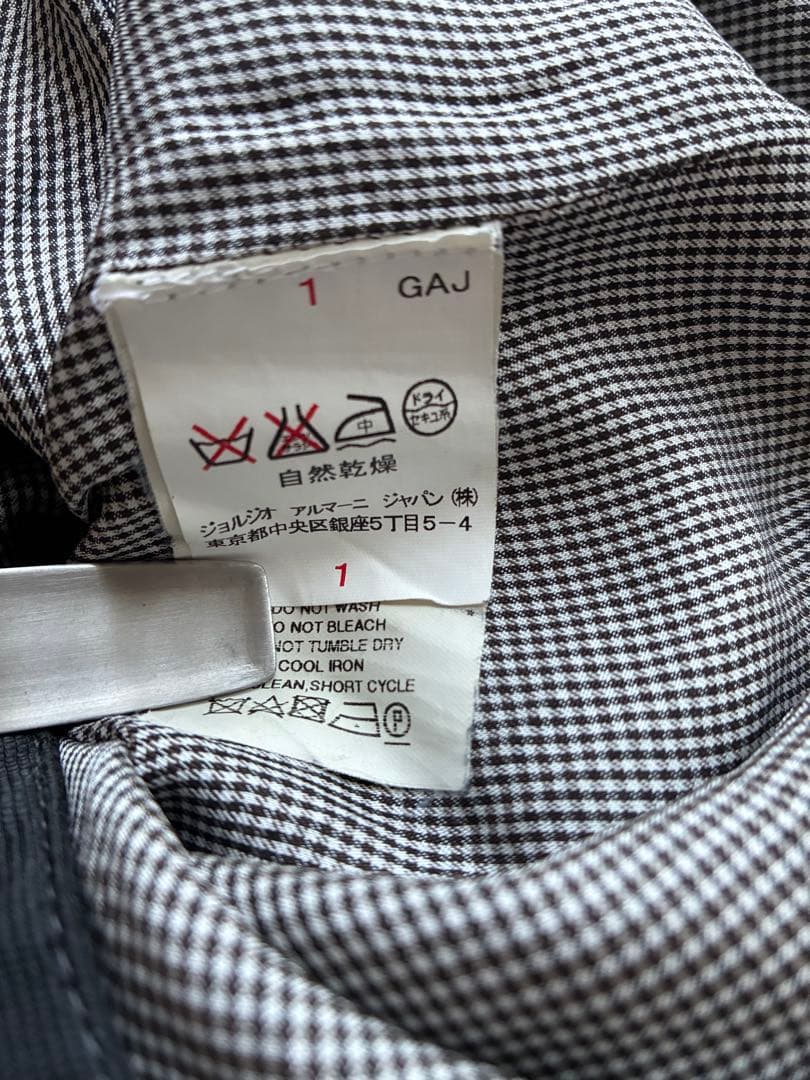 1 GAJ
中 ドライ
セキユ系
自然乾燥
ジョルジオ アルマーニ ジャパン(株)
東京都中央区銀座5丁目5-4
1
DO NOT WASH
O NOT BLEACH
NOT TUMBLE DRY
COOL IRON
LEAN, SHORT CYCLE
P